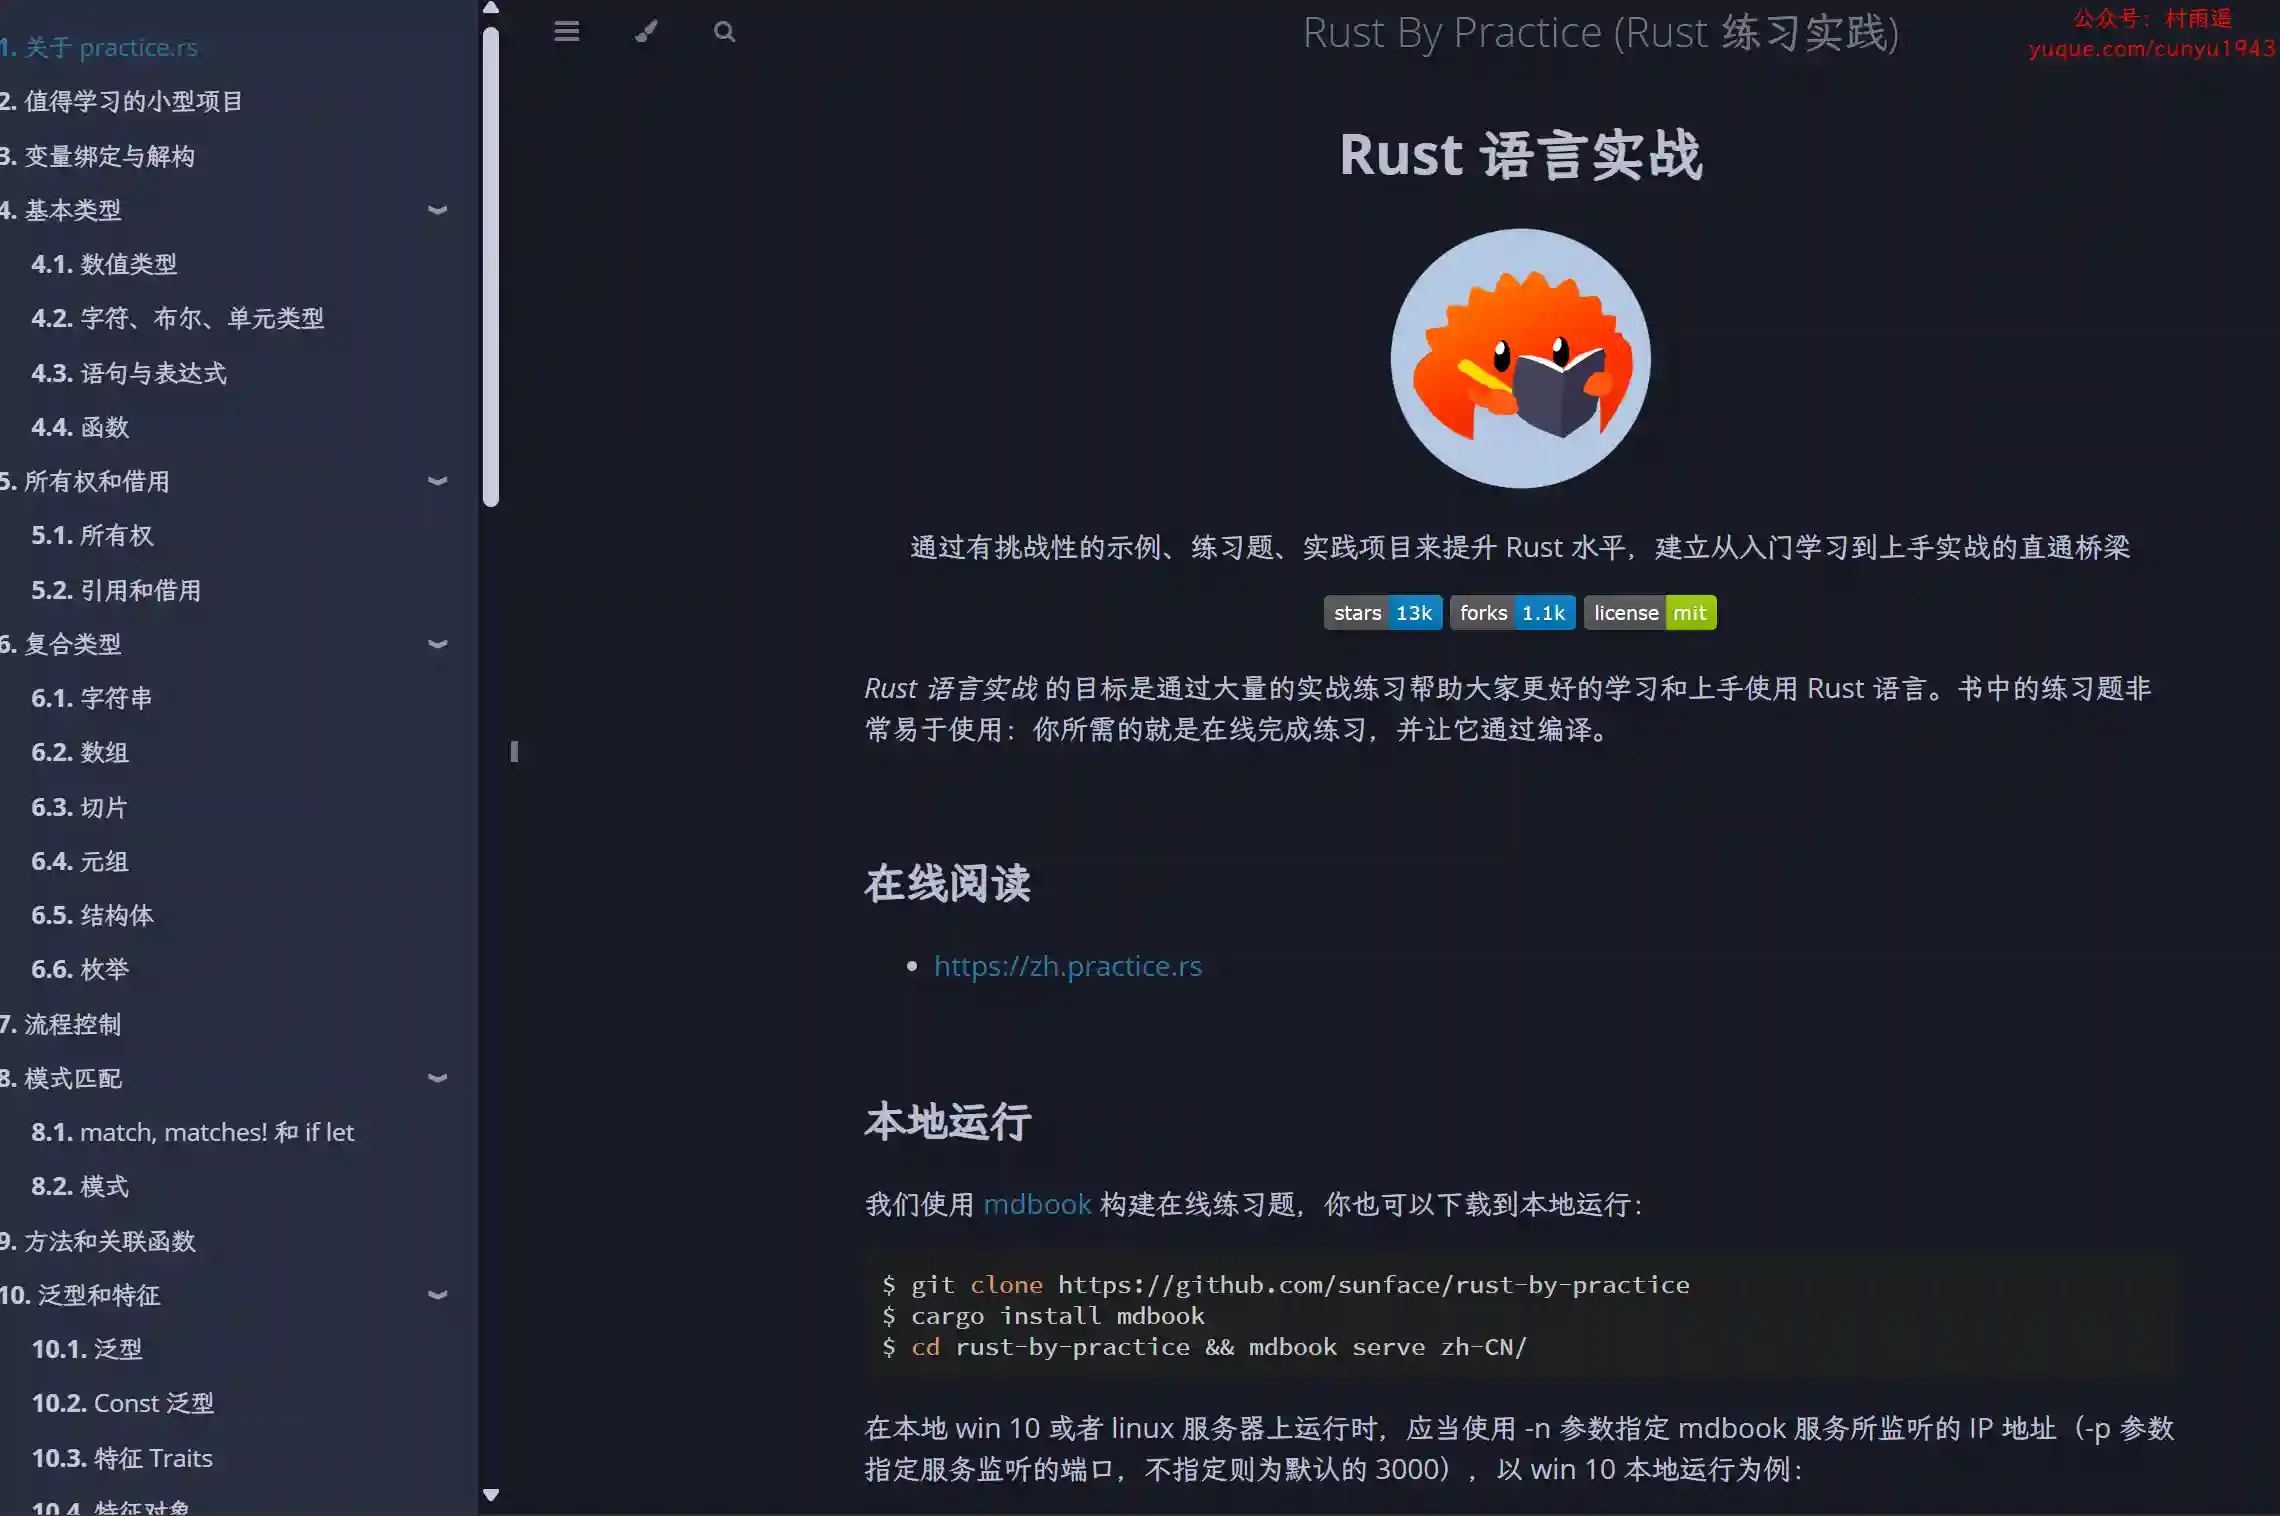 1. 关于 practice.rs
2. 值得学习的小型项目
3. 变量绑定与解构
4. 基本类型
4.1. 数值类型
4.2. 字符、布尔、单元类型
4.3. 语句与表达式
4.4. 函数
5. 所有权和借用
5.1. 所有权
5.2. 引用和借用
6. 复合类型
6.1. 字符串
6.2. 数组
6.3. 切片
6.4. 元组
6.5. 结构体
6.6. 枚举
7. 流程控制
8. 模式匹配
8.1. match, matches! 和 if let
8.2. 模式
9. 方法和关联函数
10. 泛型和特征
10.1. 泛型
10.2. Const 泛型
10.3. 特征 Traits
10.4. 特征对象
Rust By Practice (Rust 练习实践)
公众号：村雨遥
yuque.com/cunyu1943
Rust 语言实战
通过有挑战性的示例、练习题、实践项目来提升 Rust 水平，建立从入门学习到上手实战的直通桥梁
stars 13k forks 1.1k license mit
Rust 语言实战 的目标是通过大量的实战练习帮助大家更好的学习和上手使用 Rust 语言。书中的练习题非
常易于使用：你所需的就是在线完成练习，并让它通过编译。
在线阅读
https://zh.practice.rs
本地运行
我们使用 mdbook 构建在线练习题，你也可以下载到本地运行：
$ git clone https://github.com/sunface/rust-by-practice
$ cargo install mdbook
$ cd rust-by-practice && mdbook serve zh-CN/
在本地 win 10 或者 linux 服务器上运行时，应当使用 -n 参数指定 mdbook 服务所监听的 IP 地址（-p 参数
指定服务监听的端口，不指定则为默认的 3000），以 win 10 本地运行为例：